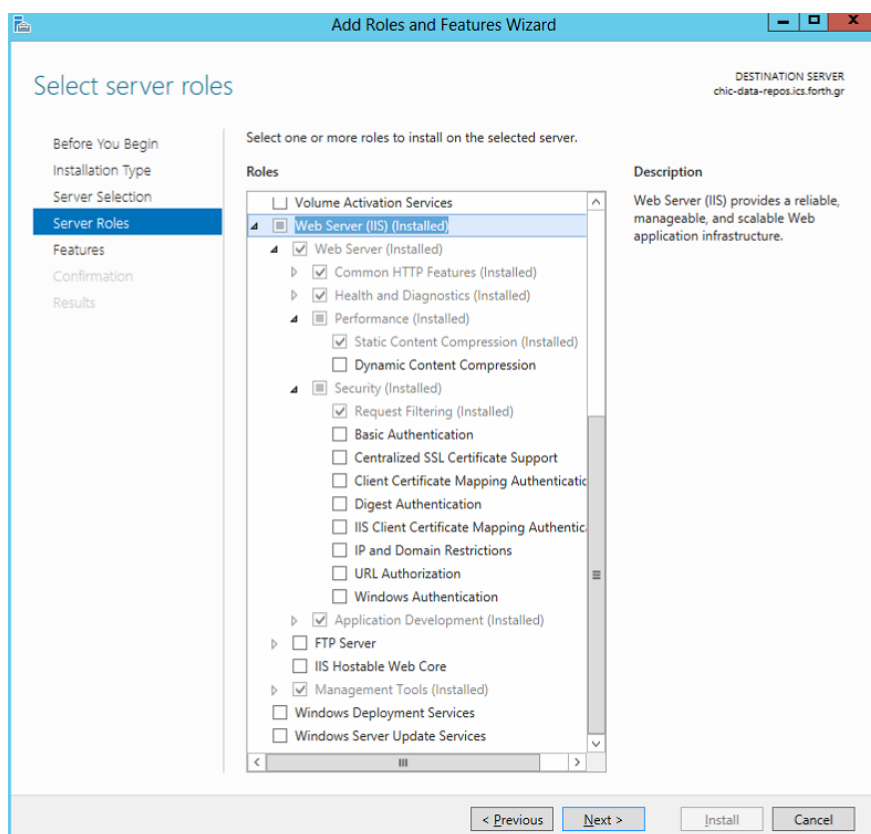 Add Roles and Features Wizard
Select server roles
DESTINATION SERVER
chic-data-repos.ics.forth.gr
Before You Begin
Installation Type
Server Selection
Server Roles
Features
Confirmation
Results
Select one or more roles to install on the selected server.
Roles
Volume Activation Services
Web Server (IIS) (Installed)
Web Server (Installed)
Common HTTP Features (Installed)
Health and Diagnostics (Installed)
Performance (Installed)
Static Content Compression (Installed)
Dynamic Content Compression
Security (Installed)
Request Filtering (Installed)
Basic Authentication
Centralized SSL Certificate Support
Client Certificate Mapping Authenticatic
Digest Authentication
IIS Client Certificate Mapping Authentic
IP and Domain Restrictions
URL Authorization
Windows Authentication
Application Development (Installed)
FTP Server
IIS Hostable Web Core
Management Tools (Installed)
Windows Deployment Services
Windows Server Update Services
Description
Web Server (IIS) provides a reliable,
manageable, and scalable Web
application infrastructure.
< Previous
Next >
Install
Cancel